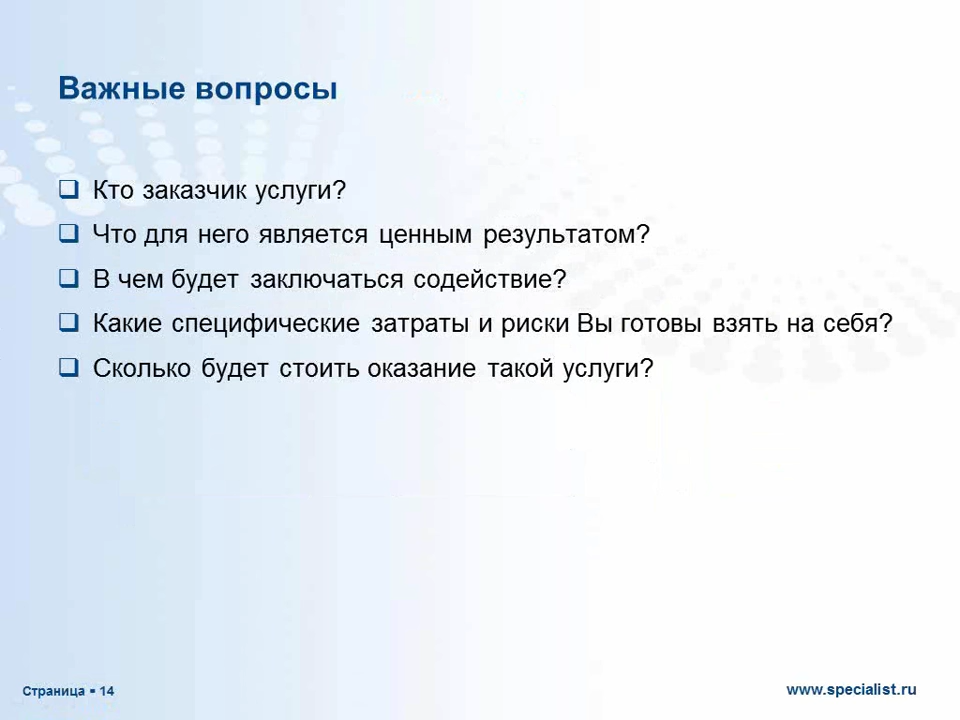 Важные вопросы
❑ Кто заказчик услуги?
❑ Что для него является ценным результатом?
❑ В чем будет заключаться содействие?
❑ Какие специфические затраты и риски Вы готовы взять на себя?
❑ Сколько будет стоить оказание такой услуги?
Страница ▪ 14
www.specialist.ru